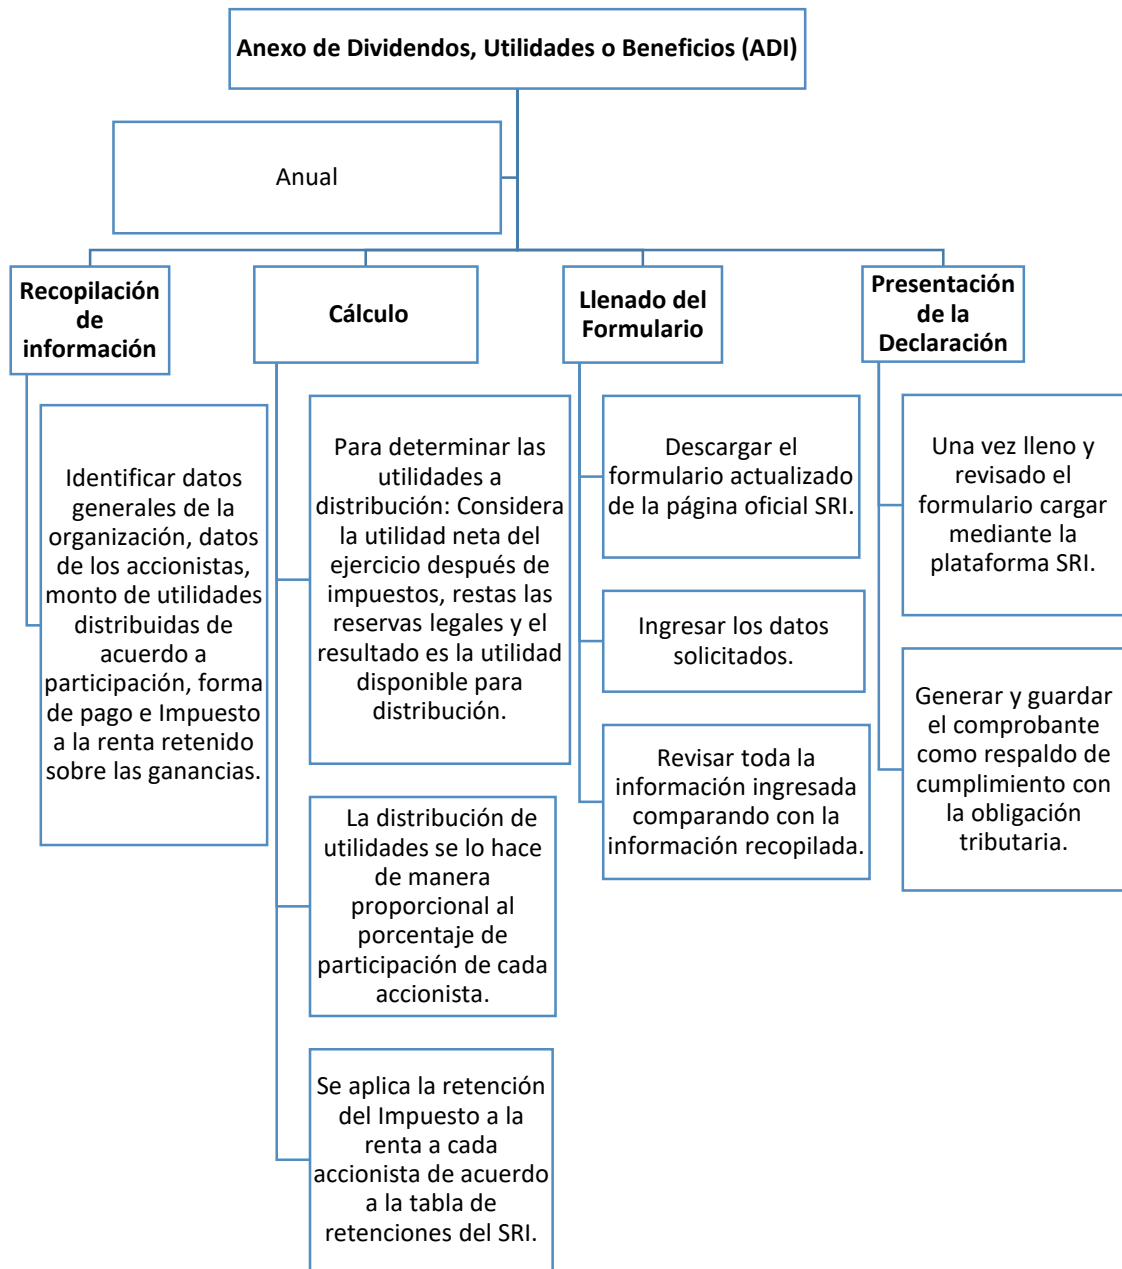 Anexo de Dividendos, Utilidades o Beneficios (ADI)
Anual
Recopilación
de
información
Identificar datos
generales de la
organización, datos
de los accionistas,
monto de utilidades
distribuidas de
acuerdo a
participación, forma
de pago e Impuesto
a la renta retenido
sobre las ganancias.
Cálculo
Para determinar las
utilidades a
distribución: Considera
la utilidad neta del
ejercicio después de
impuestos, restas las
reservas legales y el
resultado es la utilidad
disponible para
distribución.
La distribución de
utilidades se lo hace
de manera
proporcional al
porcentaje de
participación de cada
accionista.
Se aplica la retención
del Impuesto a la
renta a cada
accionista de acuerdo
a la tabla de
retenciones del SRI.
Llenado del
Formulario
Descargar el
formulario actualizado
de la página oficial SRI.
Ingresar los datos
solicitados.
Revisar toda la
información ingresada
comparando con la
información recopilada.
Presentación
de la
Declaración
Una vez lleno y
revisado el
formulario cargar
mediante la
plataforma SRI.
Generar y guardar
el comprobante
como respaldo de
cumplimiento con
la obligación
tributaria.